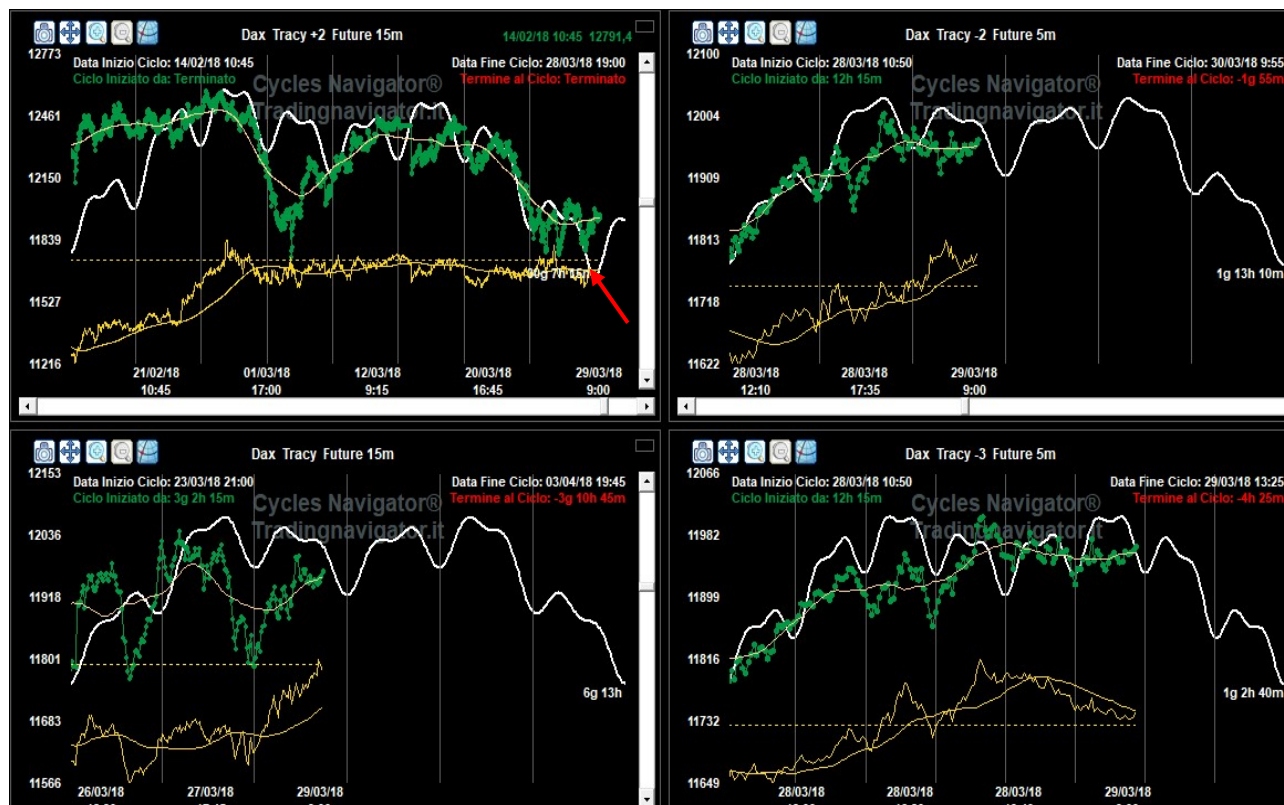 Dax Tracy +2 Future 15m
14/02/18 10:45 12791,4
12773
Data Inizio Ciclo: 14/02/18 10:45
Data Fine Ciclo: 28/03/18 19:00
Ciclo Iniziato da: Terminato
Termine al Ciclo: Terminato
Cycles Navigator®
Tradingnavigator.it
12461
12150
11839
11527
11216
21/02/18 01/03/18 12/03/18 20/03/18 29/03/18
10:45 17:00 9:15 16:45 9:00
Dax Tracy -2 Future 5m
12100
Data Inizio Ciclo: 28/03/18 10:50
Data Fine Ciclo: 30/03/18 9:55
Ciclo Iniziato da: 12h 15m
Termine al Ciclo: -1g 55m
Cycles Navigator®
Tradingnavigator.it
12004
11909
11813
11718
11622
1g 13h 10m
28/03/18 28/03/18 29/03/18
12:10 17:35 9:00
Dax Tracy Future 15m
12153
Data Inizio Ciclo: 23/03/18 21:00
Data Fine Ciclo: 03/04/18 19:45
Ciclo Iniziato da: 3g 2h 15m
Termine al Ciclo: -3g 10h 45m
Cycles Navigator®
Tradingnavigator.it
12036
11918
11801
11683
11566
6g 13h
26/03/18 27/03/18 29/03/18
Dax Tracy -3 Future 5m
12066
Data Inizio Ciclo: 28/03/18 10:50
Data Fine Ciclo: 29/03/18 13:25
Ciclo Iniziato da: 12h 15m
Termine al Ciclo: -4h 25m
Cycles Navigator®
Tradingnavigator.it
11982
11899
11816
11732
11649
1g 2h 40m
28/03/18 28/03/18 28/03/18 29/03/18